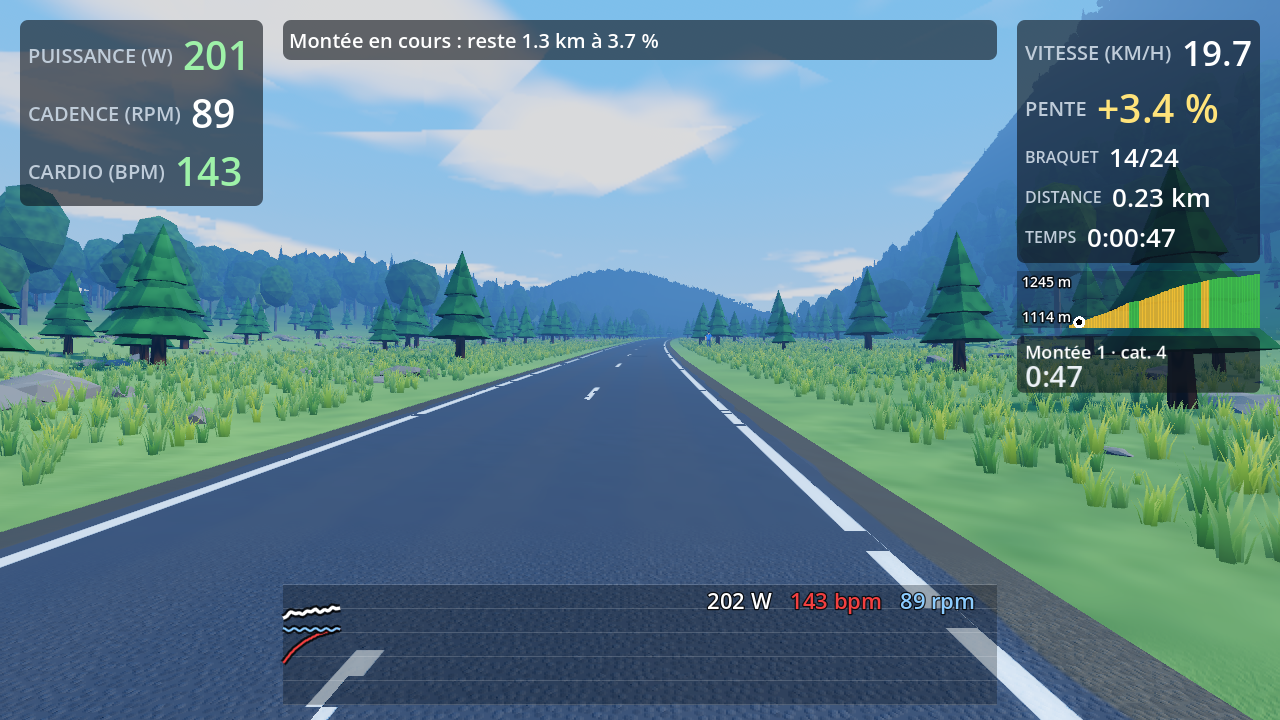 PUISSANCE (W) 201
CADENCE (RPM) 89
CARDIO (BPM) 143
Montée en cours : reste 1.3 km à 3.7 %
VITESSE (KM/H) 19.7
PENTE +3.4 %
BRAQUET 14/24
DISTANCE 0.23 km
TEMPS 0:00:47
1245 m
1114 m
Montée 1 · cat. 4
0:47
202 W 143 bpm 89 rpm